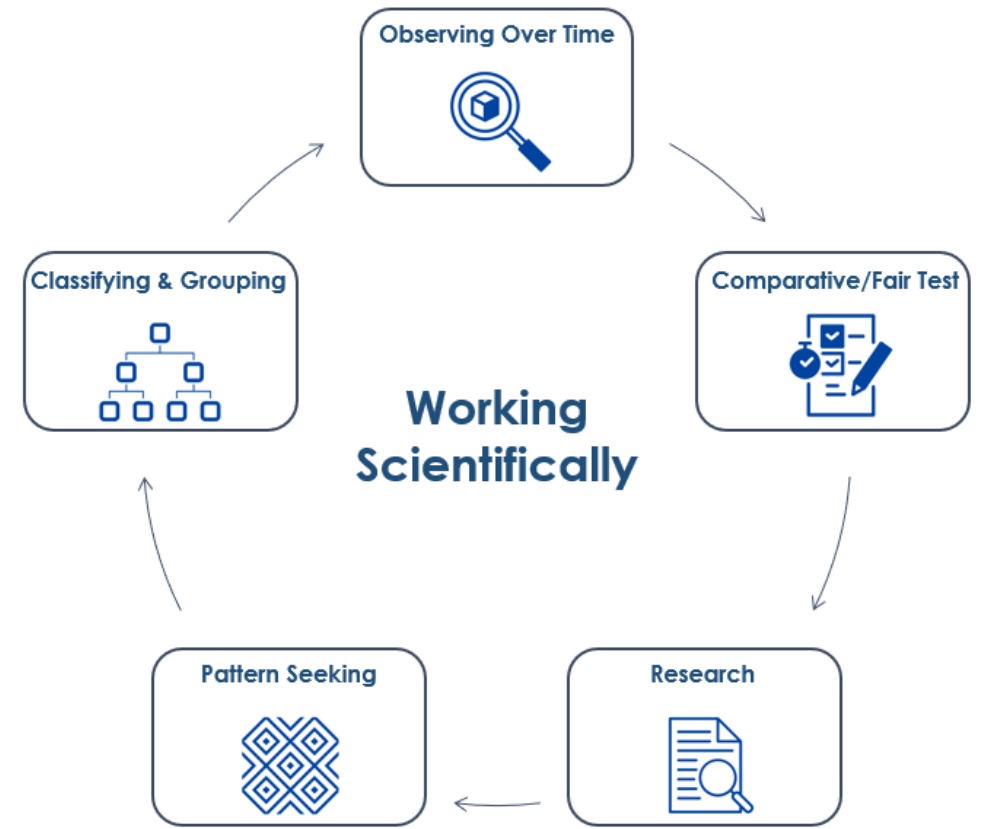 Observing Over Time
Comparative/Fair Test
Research
Pattern Seeking
Classifying & Grouping
Working
Scientifically